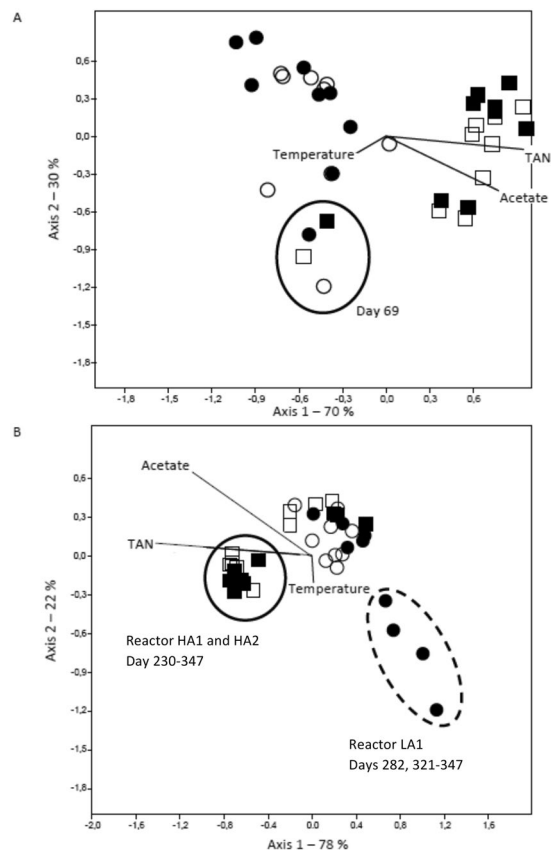 A
0,6
0,3
0,0
-0,3
-0,6
-0,9
-1,2
-1,5
-1,8
Axis 2 – 30 %
Temperature
TAN
Acetate
Day 69
-1,8 -1,5 -1,2 -0,9 -0,6 -0,3 0,0 0,3 0,6
Axis 1 – 70 %
B
0,6
0,3
0,0
-0,3
-0,6
-0,9
-1,2
-1,5
-1,8
Axis 2 – 22 %
Acetate
TAN
Temperature
Reactor HA1 and HA2
Day 230-347
Reactor LA1
Days 282, 321-347
-2,0 -1,6 -1,2 -0,8 -0.4 0.0 0.4 0,8 1,2 1,6
Axis 1 – 78 %